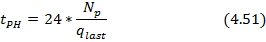 t_PH = 24 * N_p / q_last (4.51)